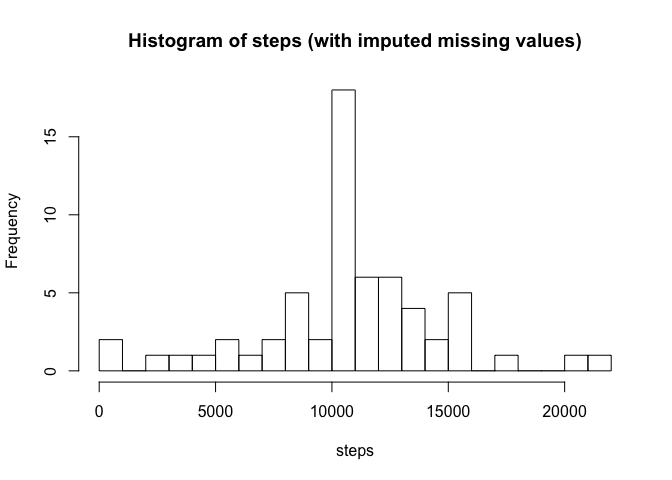 Histogram of steps (with imputed missing values)
Frequency
15
10
5
0
0 5000 10000 15000 20000
steps